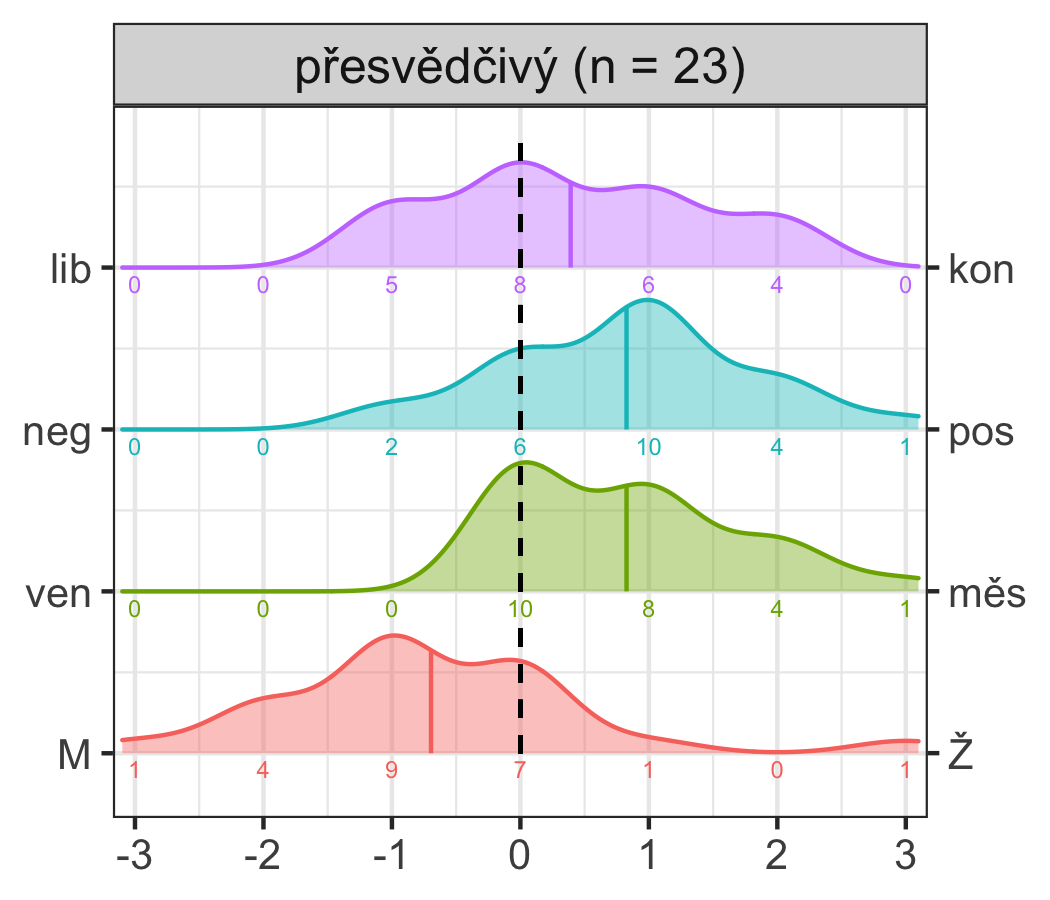 přesvědčivý (n = 23)
lib kon
0 0 5 8 6 4 0
neg pos
0 0 2 6 10 4 1
ven měs
0 0 0 10 8 4 1
M Ž
1 4 9 7 1 0 1
-3 -2 -1 0 1 2 3